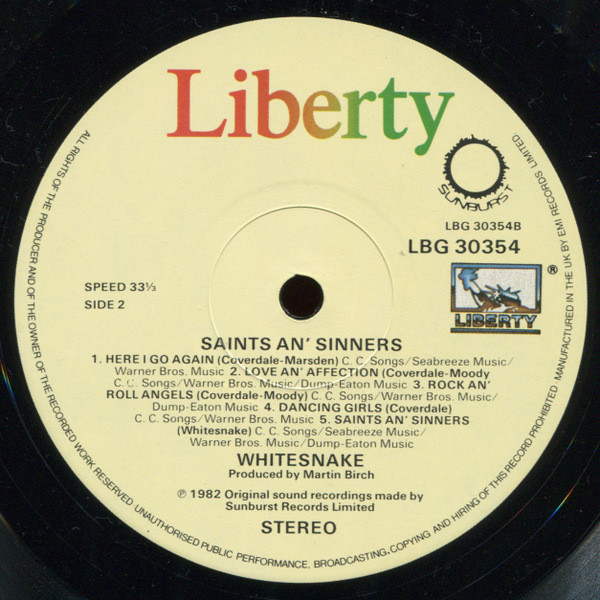 Liberty
SUNBURST
LBG 30354B
LBG 30354
LIBERTY
®
SPEED 33⅓
SIDE 2
SAINTS AN' SINNERS
1. HERE I GO AGAIN (Coverdale-Marsden) C. C. Songs/Seabreeze Music/
Warner Bros. Music 2. LOVE AN' AFFECTION (Coverdale-Moody
C. C. Songs/Warner Bros. Music/Dump-Eaton Music 3. ROCK AN'
ROLL ANGELS (Coverdale-Moody) C. C. Songs/Warner Bros. Music/
Dump-Eaton Music 4. DANCING GIRLS (Coverdale)
C. C. Songs/Warner Bros. Music 5. SAINTS AN' SINNERS
(Whitesnake) C. C. Songs/Seabreeze Music/
Warner Bros. Music/Dump-Eaton Music
WHITESNAKE
Produced by Martin Birch
℗ 1982 Original sound recordings made by
Sunburst Records Limited
STEREO
ALL RIGHTS OF THE PRODUCER AND OF THE OWNER OF THE RECORDED WORK RESERVED UNAUTHORISED PUBLIC PERFORMANCE. BROADCASTING, COPYING AND HIRING OF THIS RECORD PROHIBITED MANUFACTURED IN THE UK BY EMI RECORDS LIMITED.